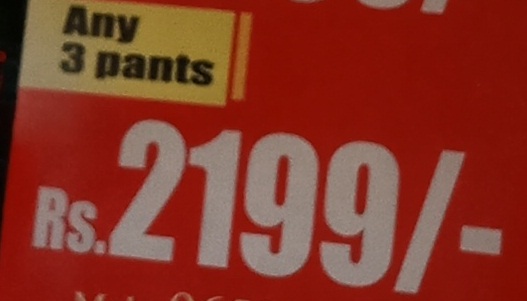 Any
3 pants
Rs.2199/-